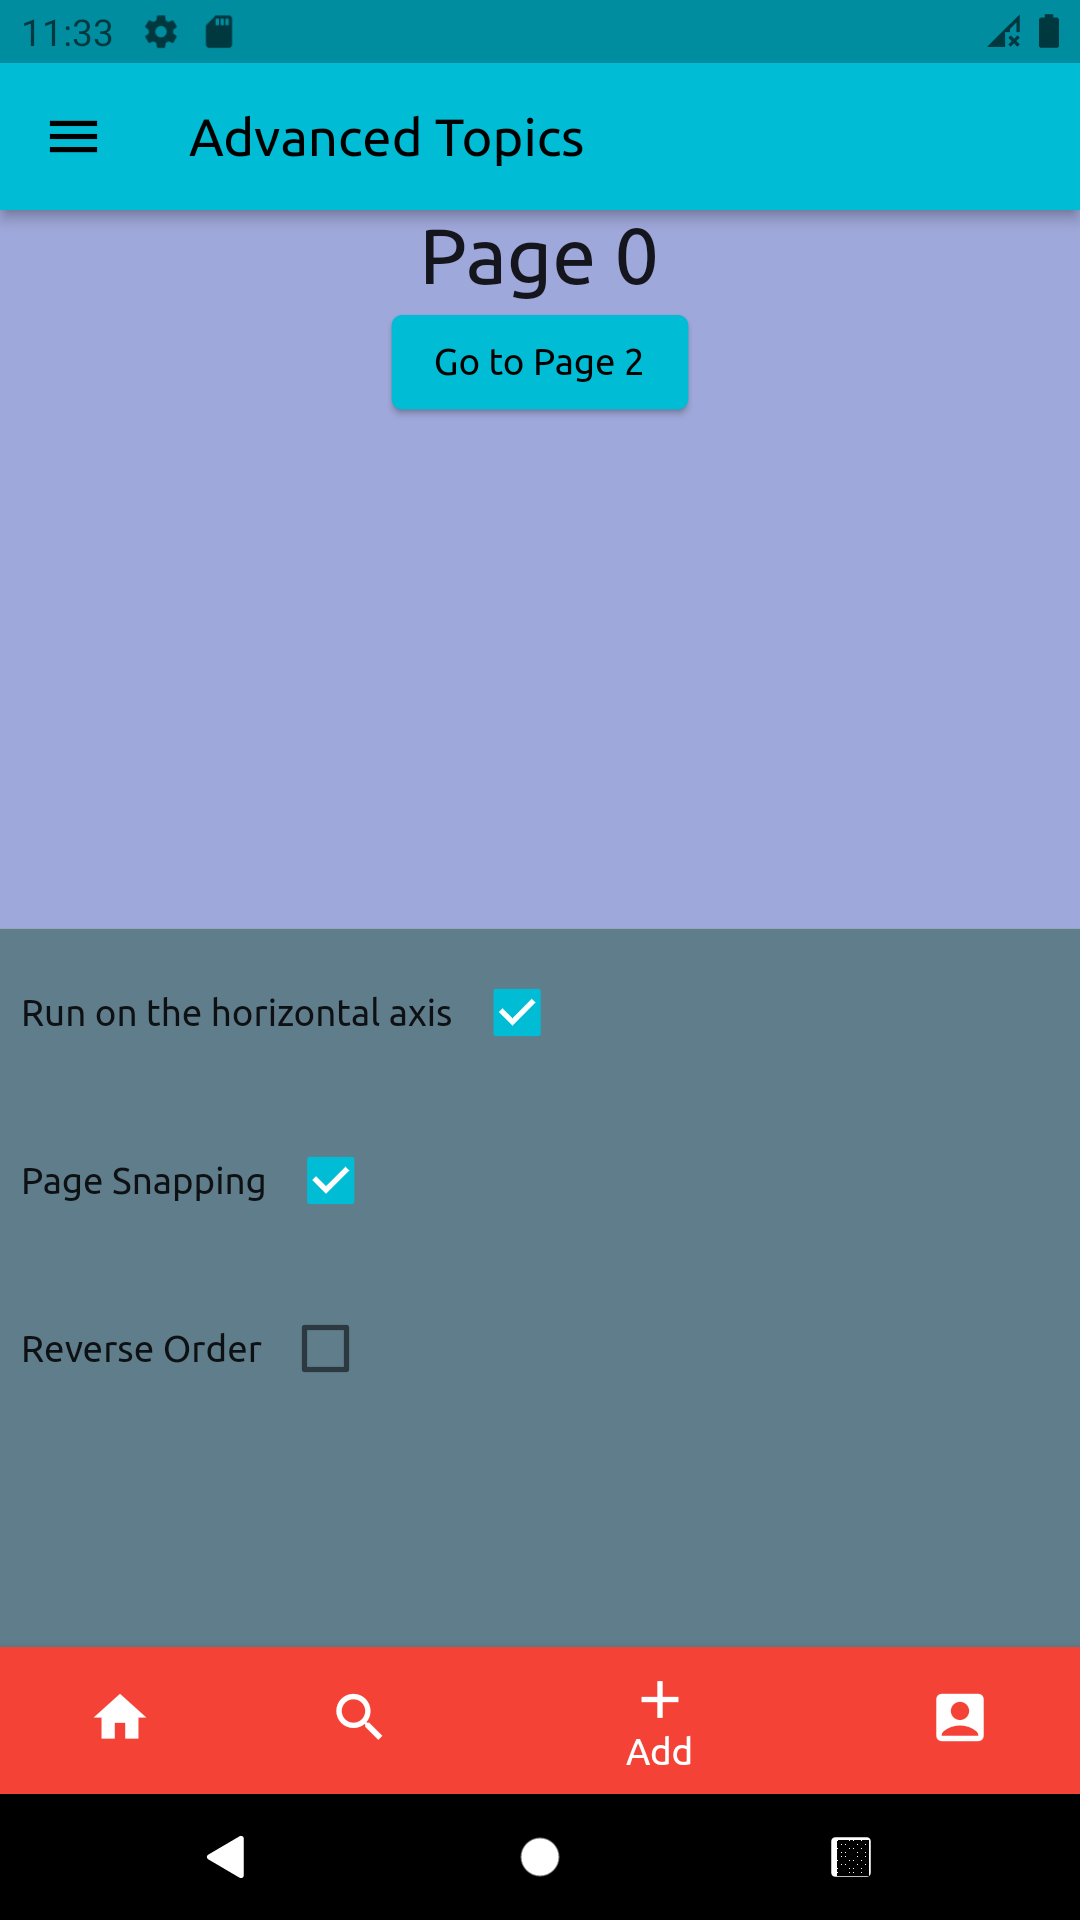 11:33
Advanced Topics
Page 0
Go to Page 2
Run on the horizontal axis
Page Snapping
Reverse Order
Add